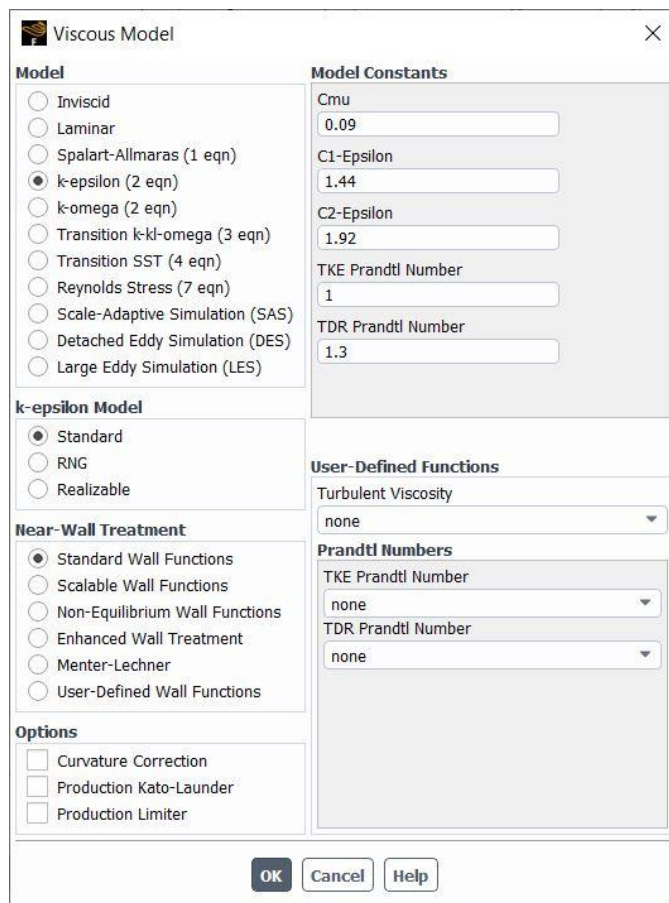 Viscous Model
Model
Inviscid
Laminar
Spalart-Allmaras (1 eqn)
k-epsilon (2 eqn)
k-omega (2 eqn)
Transition k-kl-omega (3 eqn)
Transition SST (4 eqn)
Reynolds Stress (7 eqn)
Scale-Adaptive Simulation (SAS)
Detached Eddy Simulation (DES)
Large Eddy Simulation (LES)
k-epsilon Model
Standard
RNG
Realizable
Near-Wall Treatment
Standard Wall Functions
Scalable Wall Functions
Non-Equilibrium Wall Functions
Enhanced Wall Treatment
Menter-Lechner
User-Defined Wall Functions
Options
Curvature Correction
Production Kato-Launder
Production Limiter
Model Constants
Cmu
0.09
C1-Epsilon
1.44
C2-Epsilon
1.92
TKE Prandtl Number
1
TDR Prandtl Number
1.3
User-Defined Functions
Turbulent Viscosity
none
Prandtl Numbers
TKE Prandtl Number
none
TDR Prandtl Number
none
OK Cancel Help